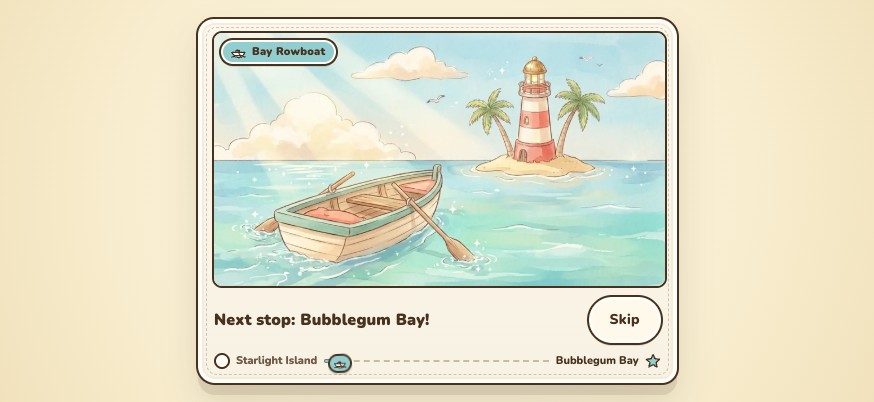 Bay Rowboat
Next stop: Bubblegum Bay!
Skip
Starlight Island
Bubblegum Bay